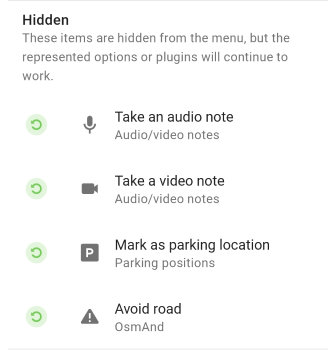 Hidden
These items are hidden from the menu, but the
represented options or plugins will continue to
work.
Take an audio note
Audio/video notes
Take a video note
Audio/video notes
P
Mark as parking location
Parking positions
Avoid road
OsmAnd